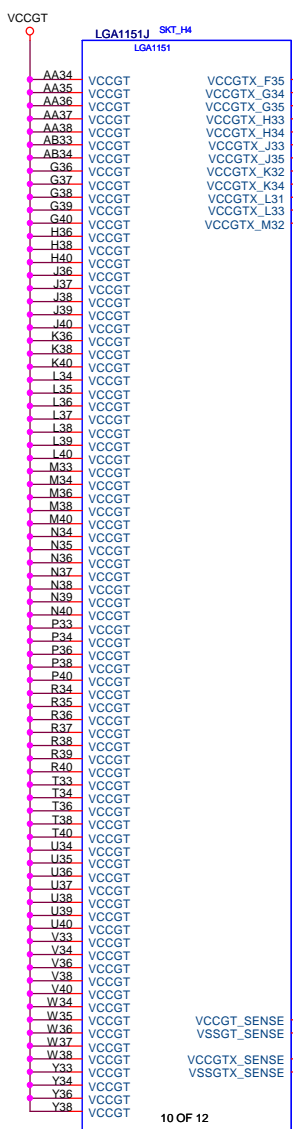 VCCGT
LGA1151J SKT_H4
LGA1151
AA34 VCCGT VCCGTX_F35
AA35 VCCGT VCCGTX_G34
AA36 VCCGT VCCGTX_G35
AA37 VCCGT VCCGTX_H33
AA38 VCCGT VCCGTX_H34
AB33 VCCGT VCCGTX_J33
AB34 VCCGT VCCGTX_J35
G36 VCCGT VCCGTX_K32
G37 VCCGT VCCGTX_K34
G38 VCCGT VCCGTX_L31
G39 VCCGT VCCGTX_L33
G40 VCCGT VCCGTX_M32
H36 VCCGT
H38 VCCGT
H40 VCCGT
J36 VCCGT
J37 VCCGT
J38 VCCGT
J39 VCCGT
J40 VCCGT
K36 VCCGT
K38 VCCGT
K40 VCCGT
L34 VCCGT
L35 VCCGT
L36 VCCGT
L37 VCCGT
L38 VCCGT
L39 VCCGT
L40 VCCGT
M33 VCCGT
M34 VCCGT
M36 VCCGT
M38 VCCGT
M40 VCCGT
N34 VCCGT
N35 VCCGT
N36 VCCGT
N37 VCCGT
N38 VCCGT
N39 VCCGT
N40 VCCGT
P33 VCCGT
P34 VCCGT
P36 VCCGT
P38 VCCGT
P40 VCCGT
R34 VCCGT
R35 VCCGT
R36 VCCGT
R37 VCCGT
R38 VCCGT
R39 VCCGT
R40 VCCGT
T33 VCCGT
T34 VCCGT
T36 VCCGT
T38 VCCGT
T40 VCCGT
U34 VCCGT
U35 VCCGT
U36 VCCGT
U37 VCCGT
U38 VCCGT
U39 VCCGT
U40 VCCGT
V33 VCCGT
V34 VCCGT
V36 VCCGT
V38 VCCGT
V40 VCCGT
W34 VCCGT
W35 VCCGT VCCGT_SENSE
W36 VCCGT VSSGT_SENSE
W37 VCCGT
W38 VCCGT VCCGTX_SENSE
Y33 VCCGT VSSGTX_SENSE
Y34 VCCGT
Y36 VCCGT
Y38 VCCGT
10 OF 12